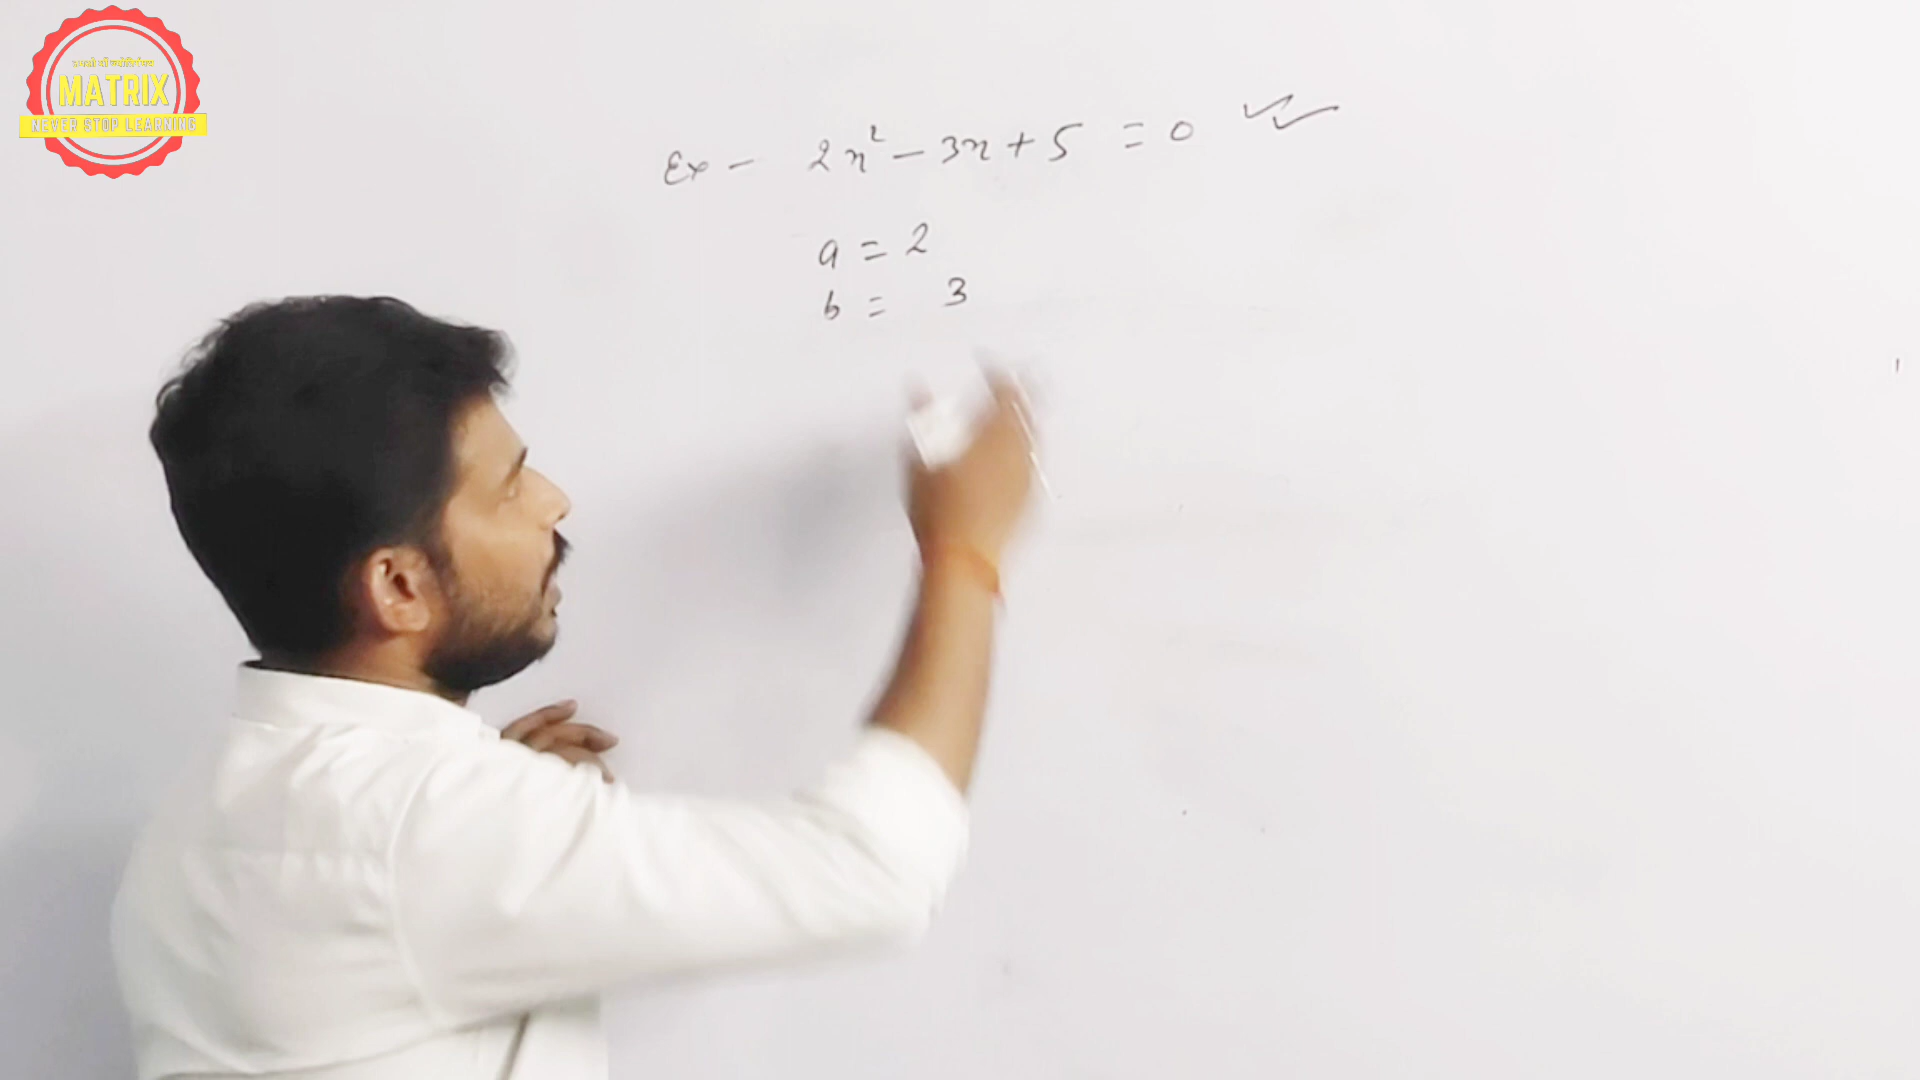 MATRIX
NEVER STOP LEARNING
Ex - 2x² - 3x + 5 = 0
a = 2
b = 3